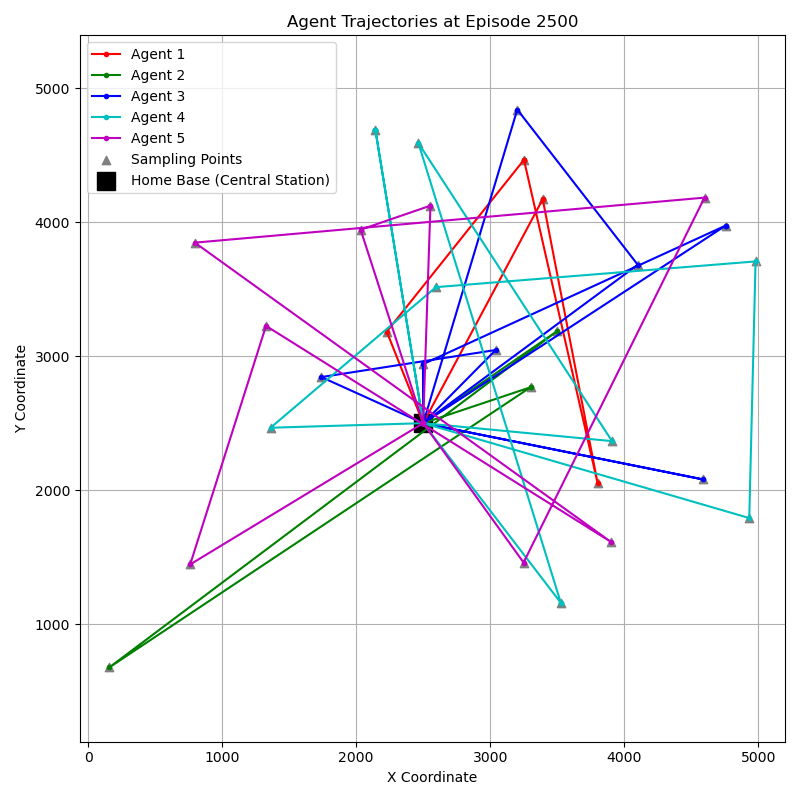 Agent Trajectories at Episode 2500
Agent 1
Agent 2
Agent 3
Agent 4
Agent 5
Sampling Points
Home Base (Central Station)
Y Coordinate
5000
4000
3000
2000
1000
0 1000 2000 3000 4000 5000
X Coordinate